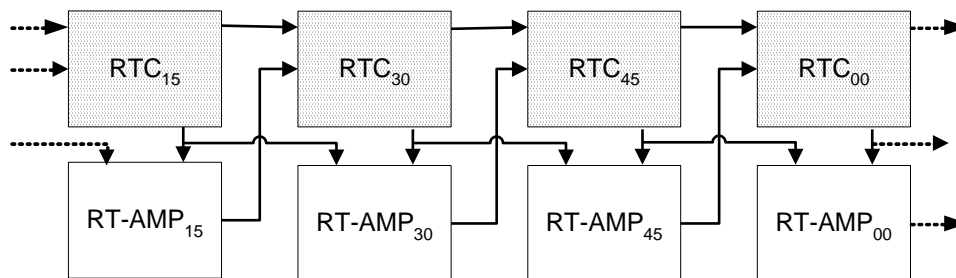 RTC₁₅ RTC₃₀ RTC₄₅ RTC₀₀
RT-AMP₁₅ RT-AMP₃₀ RT-AMP₄₅ RT-AMP₀₀